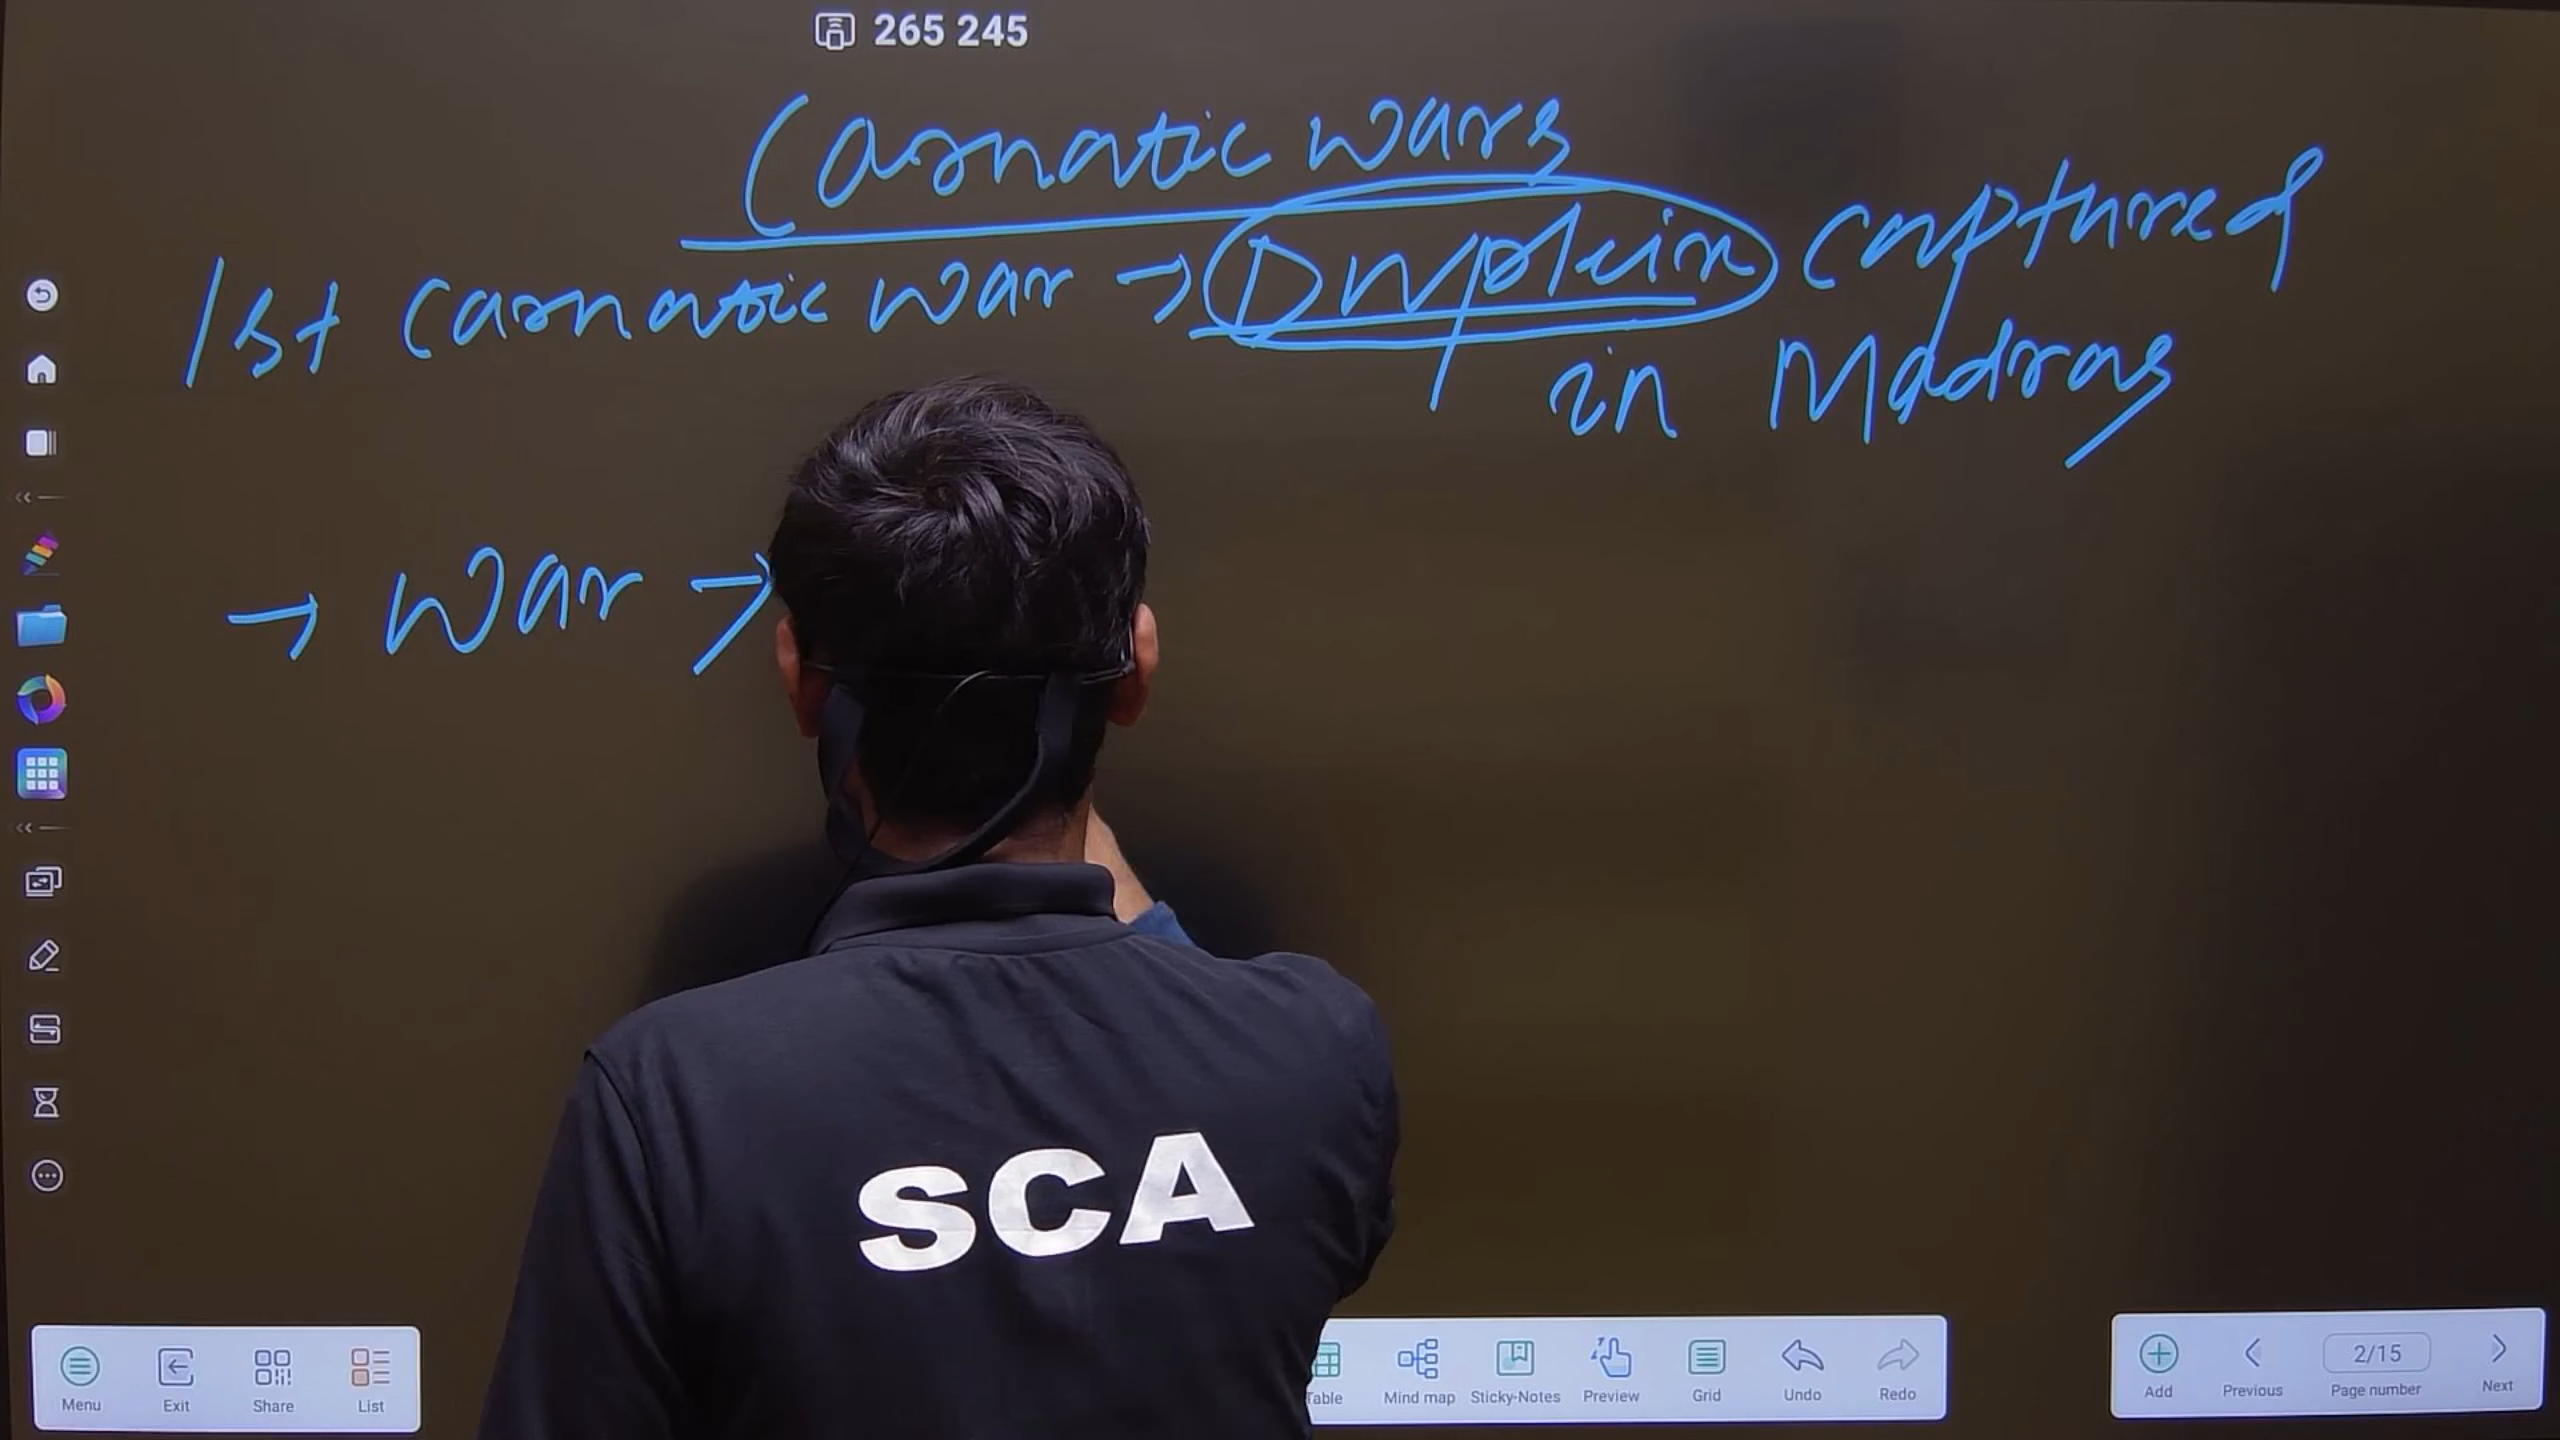 265 245
Carnatic wars
1st Carnatic war → Dupleix captured
in Madras
→ War →
SCA
Menu Exit Share List
Table Mind map Sticky-Notes Preview Grid Undo Redo
Add Previous 2/15 Page number Next